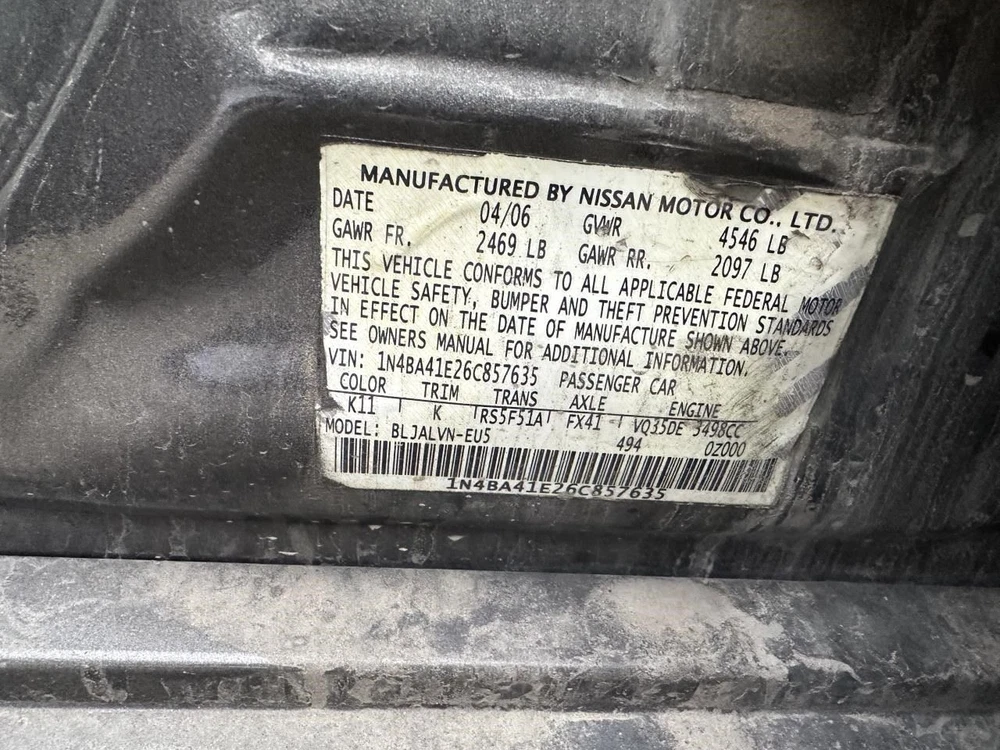 MANUFACTURED BY NISSAN MOTOR CO., LTD.
DATE 04/06 GVWR 4546 LB
GAWR FR. 2469 LB GAWR RR. 2097 LB
THIS VEHICLE CONFORMS TO ALL APPLICABLE FEDERAL MOTOR
VEHICLE SAFETY, BUMPER AND THEFT PREVENTION STANDARDS
IN EFFECT ON THE DATE OF MANUFACTURE SHOWN ABOVE.
SEE OWNERS MANUAL FOR ADDITIONAL INFORMATION.
VIN: 1N4BA41E26C857635 PASSENGER CAR
COLOR TRIM TRANS AXLE ENGINE
K11 K RS5F51A FX41 VQ35DE 3498CC
MODEL: BLJALVN-EU5 494 0Z000
1N4BA41E26C857635